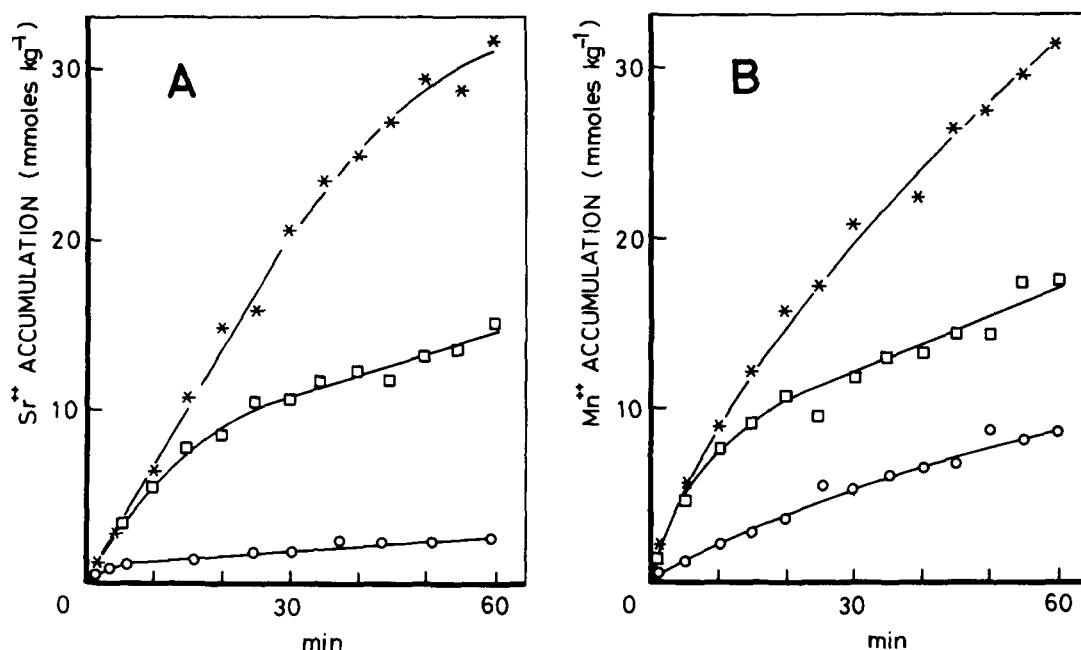 A
Sr⁺⁺ ACCUMULATION (mmoles kg⁻¹)
30
20
10
0
30
60
min
B
Mn⁺⁺ ACCUMULATION (mmoles kg⁻¹)
30
20
10
0
30
60
min